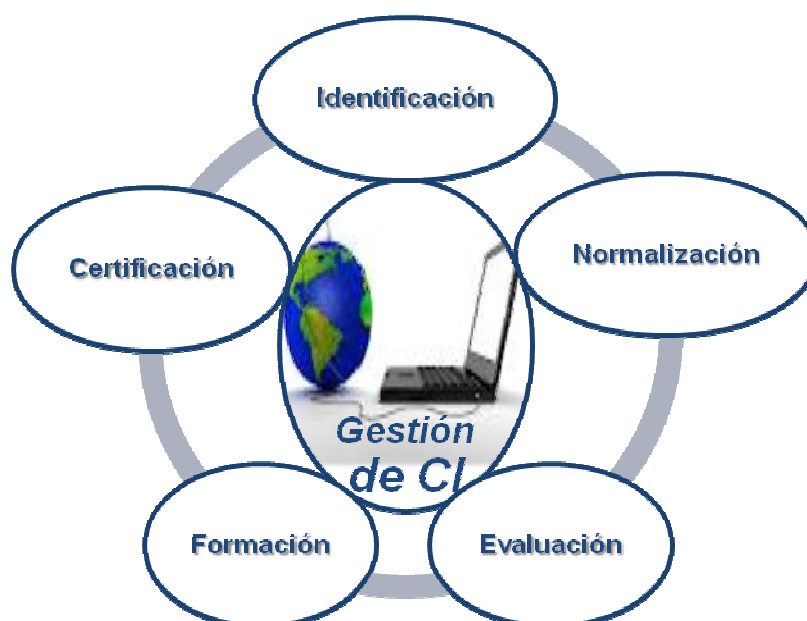 Identificación
Certificación
Normalización
Gestión
de CI
Formación
Evaluación